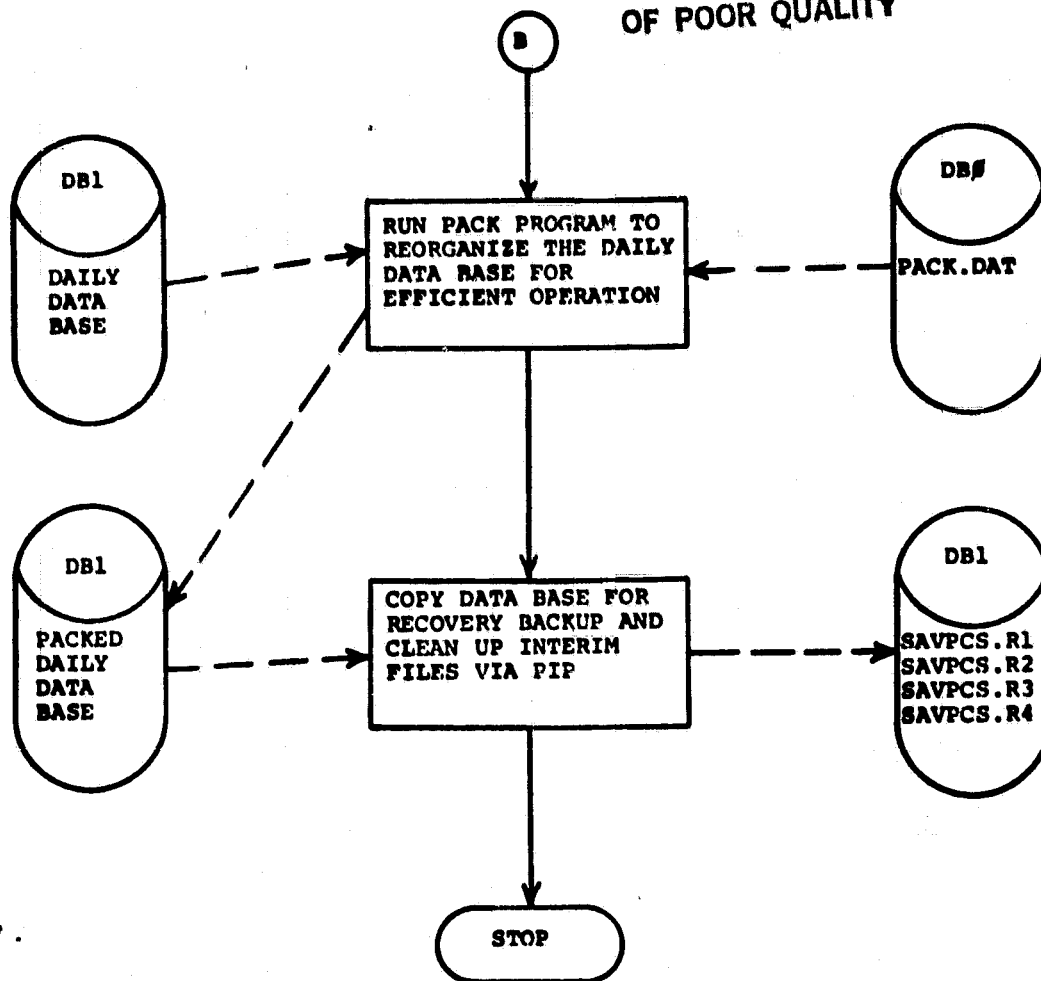 OF POOR QUALITY
B
DB1
DAILY
DATA
BASE
RUN PACK PROGRAM TO
REORGANIZE THE DAILY
DATA BASE FOR
EFFICIENT OPERATION
DBØ
PACK.DAT
DB1
PACKED
DAILY
DATA
BASE
COPY DATA BASE FOR
RECOVERY BACKUP AND
CLEAN UP INTERIM
FILES VIA PIP
DB1
SAVPCS.R1
SAVPCS.R2
SAVPCS.R3
SAVPCS.R4
STOP